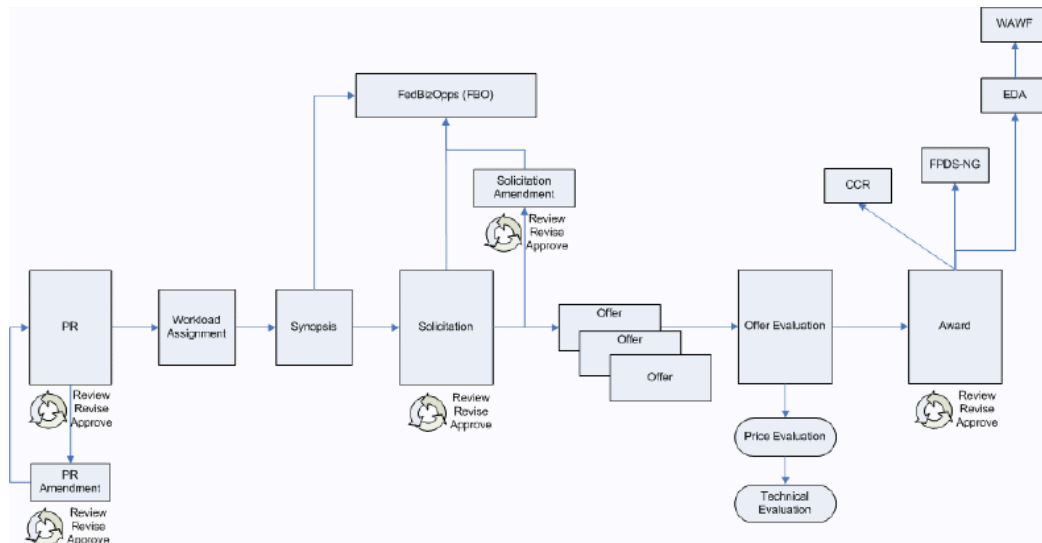 WAWF
FedBizOpps (FBO)
EDA
FPDS-NG
CCR
Solicitation
Amendment
Review
Revise
Approve
PR
Workload
Assignment
Synopsis
Solicitation
Offer
Offer
Offer
Offer Evaluation
Award
Review
Revise
Approve
Review
Revise
Approve
Review
Revise
Approve
Price Evaluation
PR
Amendment
Technical
Evaluation
Review
Revise
Approve